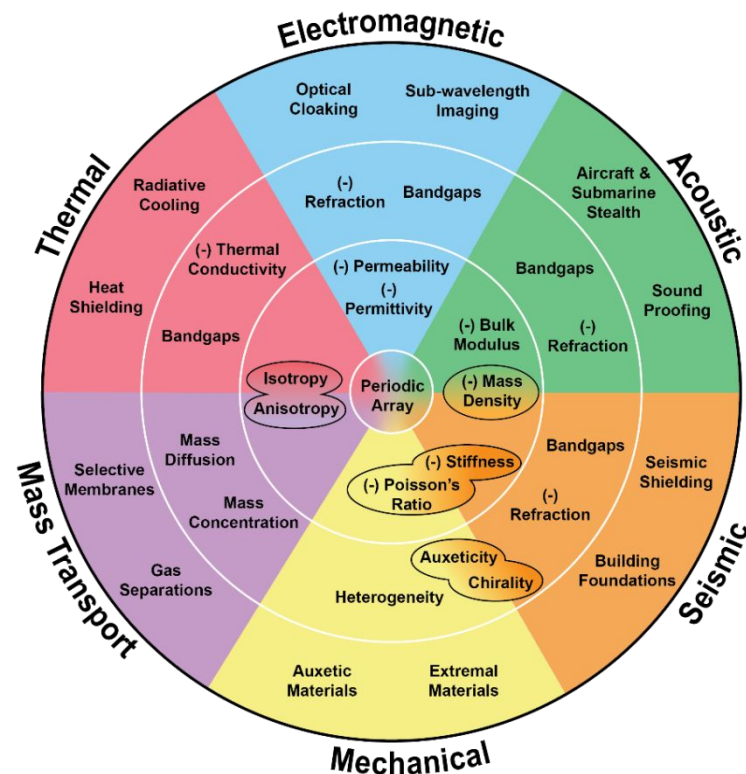 Electromagnetic
Optical
Cloaking
Sub-wavelength
Imaging
(-)
Refraction
Bandgaps
(-) Permeability
(-)
Permittivity
Acoustic
Aircraft &
Submarine
Stealth
Sound
Proofing
Bandgaps
(-)
Refraction
(-) Bulk
Modulus
(-) Mass
Density
Thermal
Radiative
Cooling
Heat
Shielding
(-) Thermal
Conductivity
Bandgaps
Isotropy
Anisotropy
Periodic
Array
Mass Transport
Selective
Membranes
Gas
Separations
Mass
Diffusion
Mass
Concentration
Seismic
Seismic
Shielding
Building
Foundations
Bandgaps
(-)
Refraction
(-) Stiffness
(-) Poisson's
Ratio
Auxeticity
Chirality
Heterogeneity
Auxetic
Materials
Extremal
Materials
Mechanical